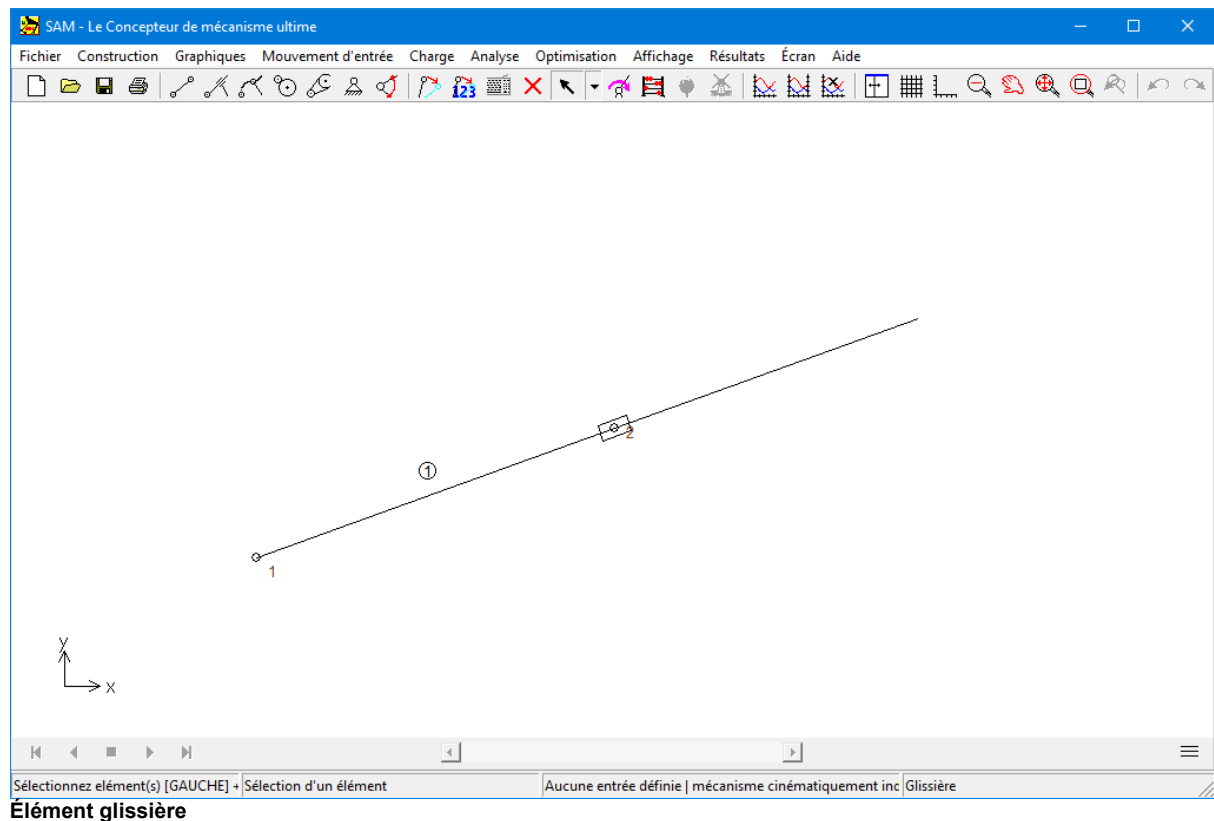 SAM - Le Concepteur de mécanisme ultime
Fichier Construction Graphiques Mouvement d'entrée Charge Analyse Optimisation Affichage Résultats Écran Aide
123
2
1
1
y
x
Sélectionnez elément(s) [GAUCHE] + Sélection d'un élément Aucune entrée définie | mécanisme cinématiquement inc Glissière
Élément glissière